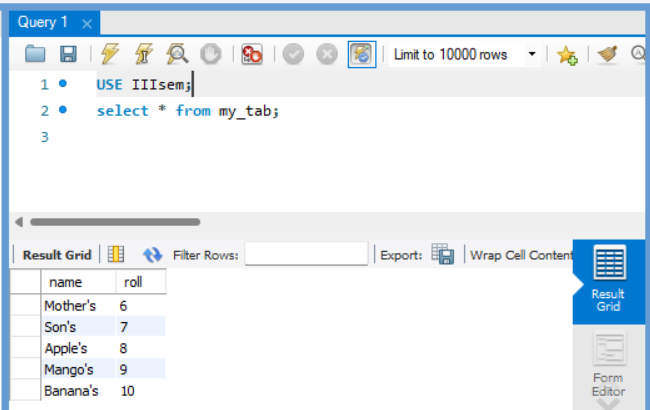 Query 1
Limit to 10000 rows
1 USE IIIsem;
2 select * from my_tab;
3
Result Grid Filter Rows: Export: Wrap Cell Content
name roll
Mother's 6
Son's 7
Apple's 8
Mango's 9
Banana's 10
Result
Grid
Form
Editor